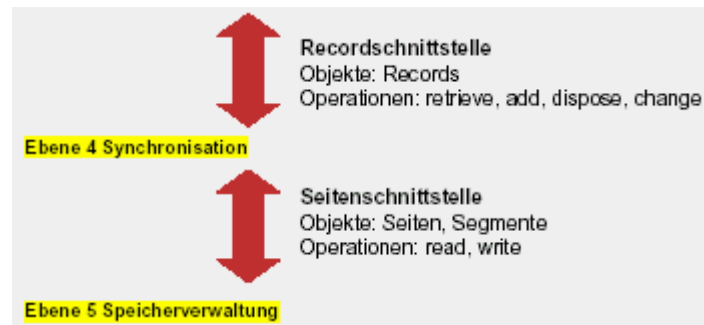 Recordschnittstelle
Objekte: Records
Operationen: retrieve, add, dispose, change
Ebene 4 Synchronisation
Seitenschnittstelle
Objekte: Seiten, Segmente
Operationen: read, write
Ebene 5 Speicherverwaltung